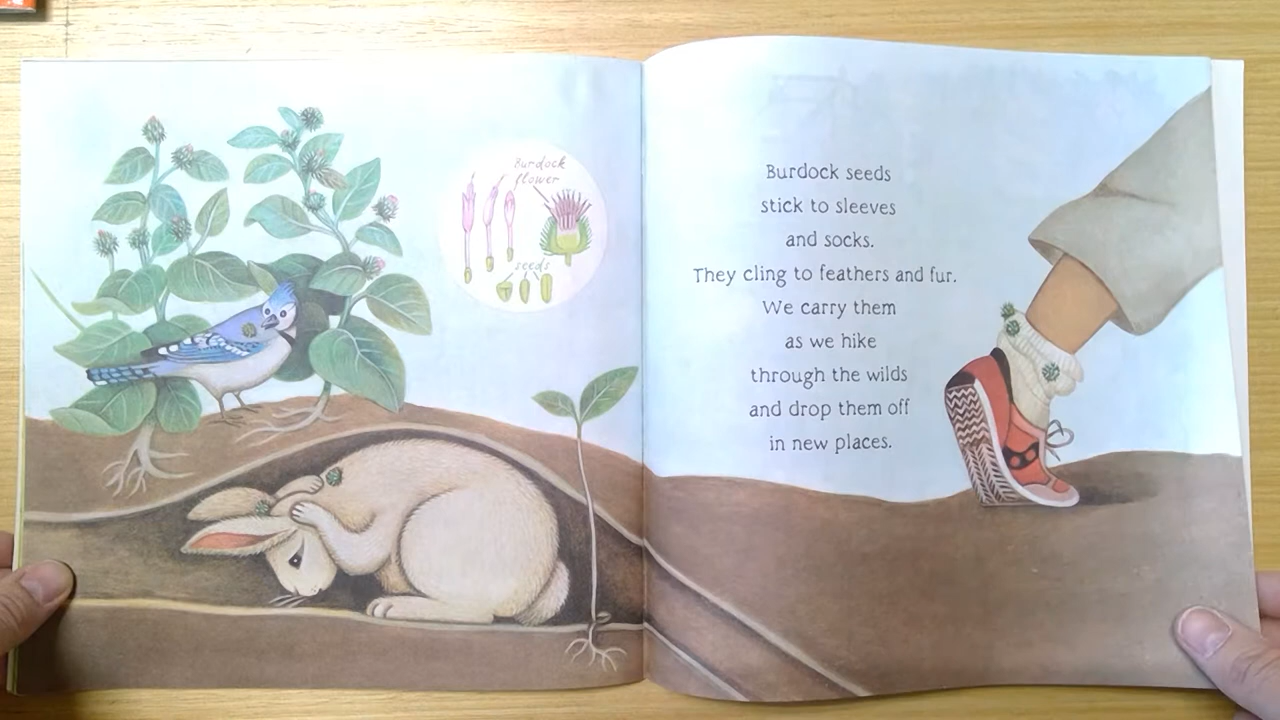 Burdock
flower
seeds
Burdock seeds
stick to sleeves
and socks.
They cling to feathers and fur.
We carry them
as we hike
through the wilds
and drop them off
in new places.